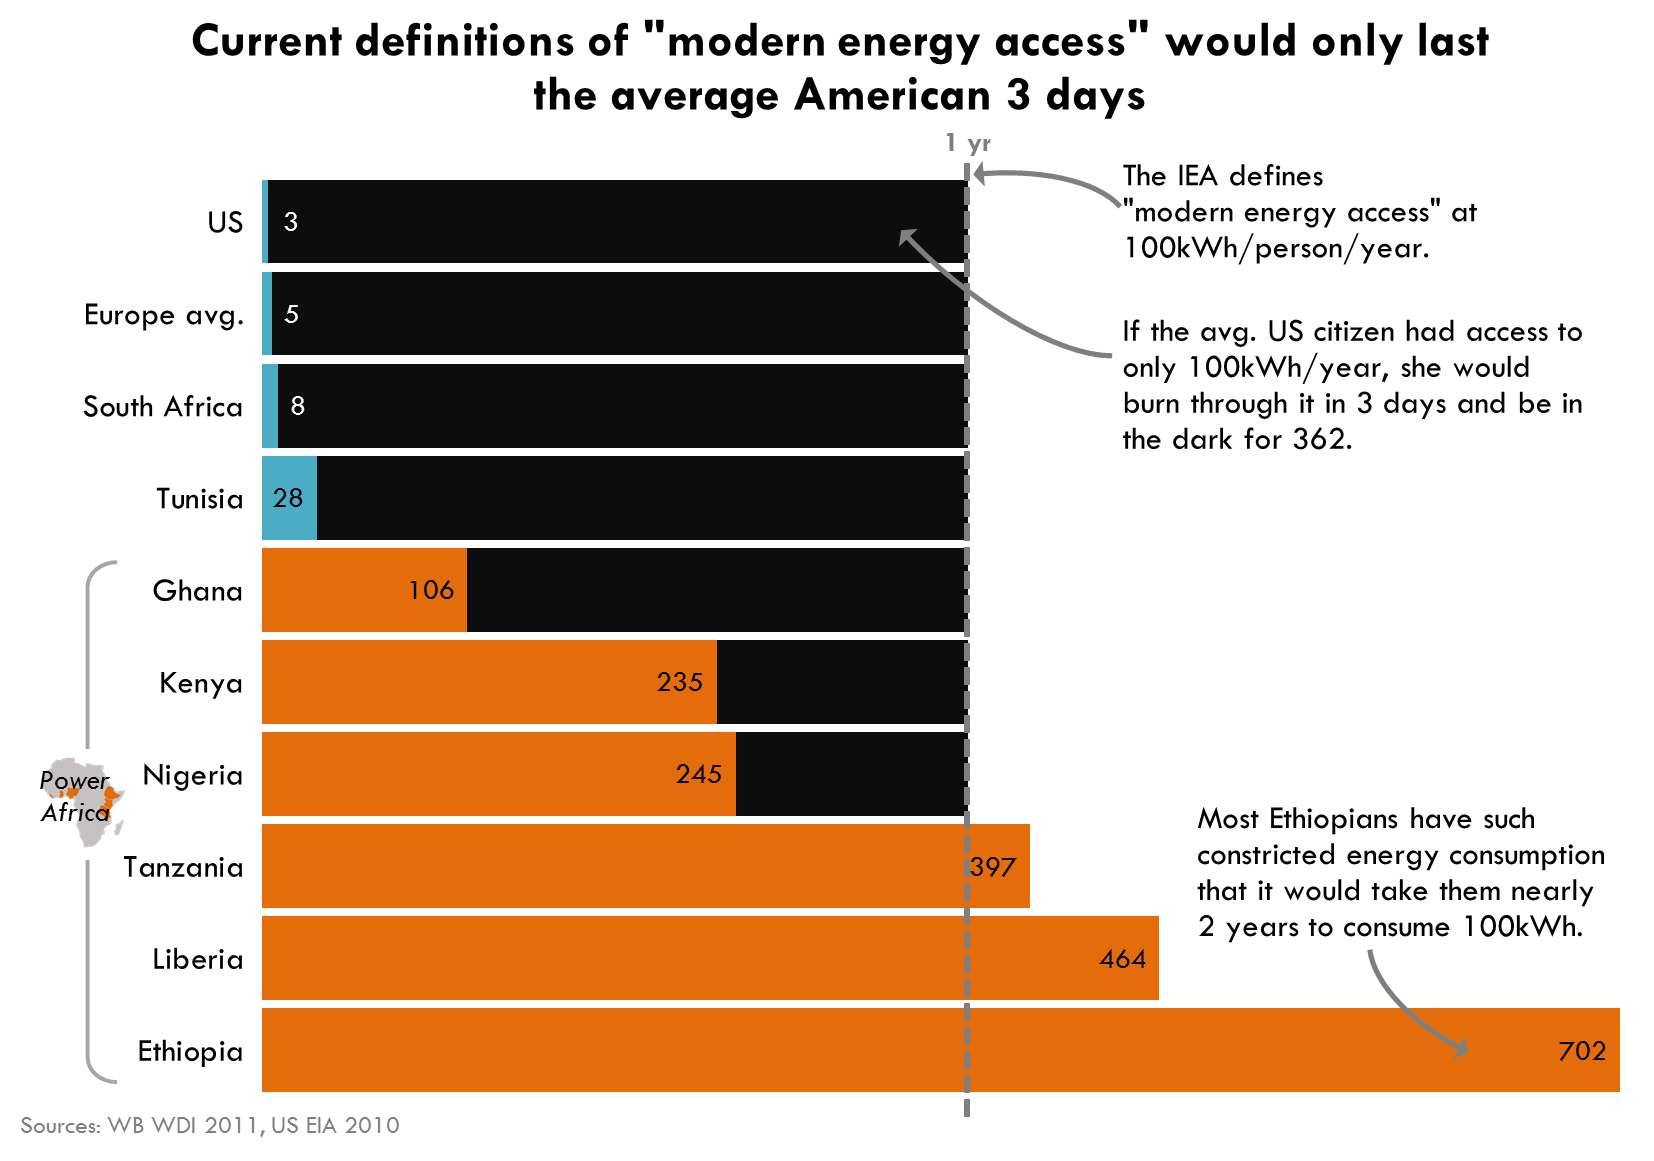 Current definitions of "modern energy access" would only last
the average American 3 days
1 yr
The IEA defines
"modern energy access" at
100kWh/person/year.
US 3
Europe avg. 5
If the avg. US citizen had access to
only 100kWh/year, she would
burn through it in 3 days and be in
the dark for 362.
South Africa 8
Tunisia 28
Ghana 106
Kenya 235
Nigeria 245
Power
Africa
Tanzania 397
Most Ethiopians have such
constricted energy consumption
that it would take them nearly
2 years to consume 100kWh.
Liberia 464
Ethiopia 702
Sources: WB WDI 2011, US EIA 2010